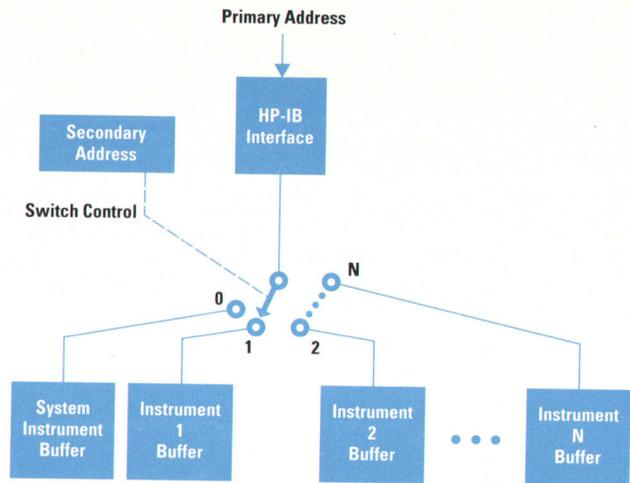 Primary Address
HP-IB
Interface
Secondary
Address
Switch Control
N
0
1
2
System
Instrument
Buffer
Instrument
1
Buffer
Instrument
2
Buffer
Instrument
N
Buffer